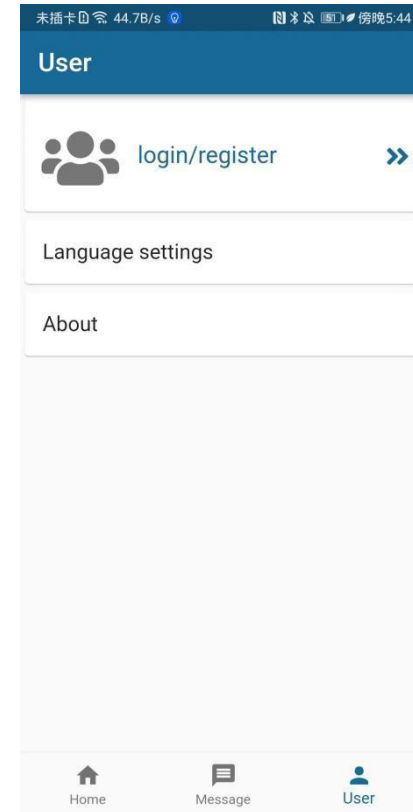 未插卡 44.7B/s 傍晚5:44
User
login/register
Language settings
About
Home Message User